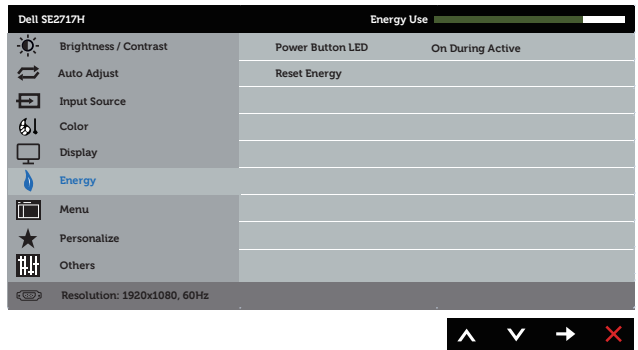 Dell SE2717H
Energy Use
Brightness / Contrast
Power Button LED
On During Active
Auto Adjust
Reset Energy
Input Source
Color
Display
Energy
Menu
Personalize
Others
Resolution: 1920x1080, 60Hz